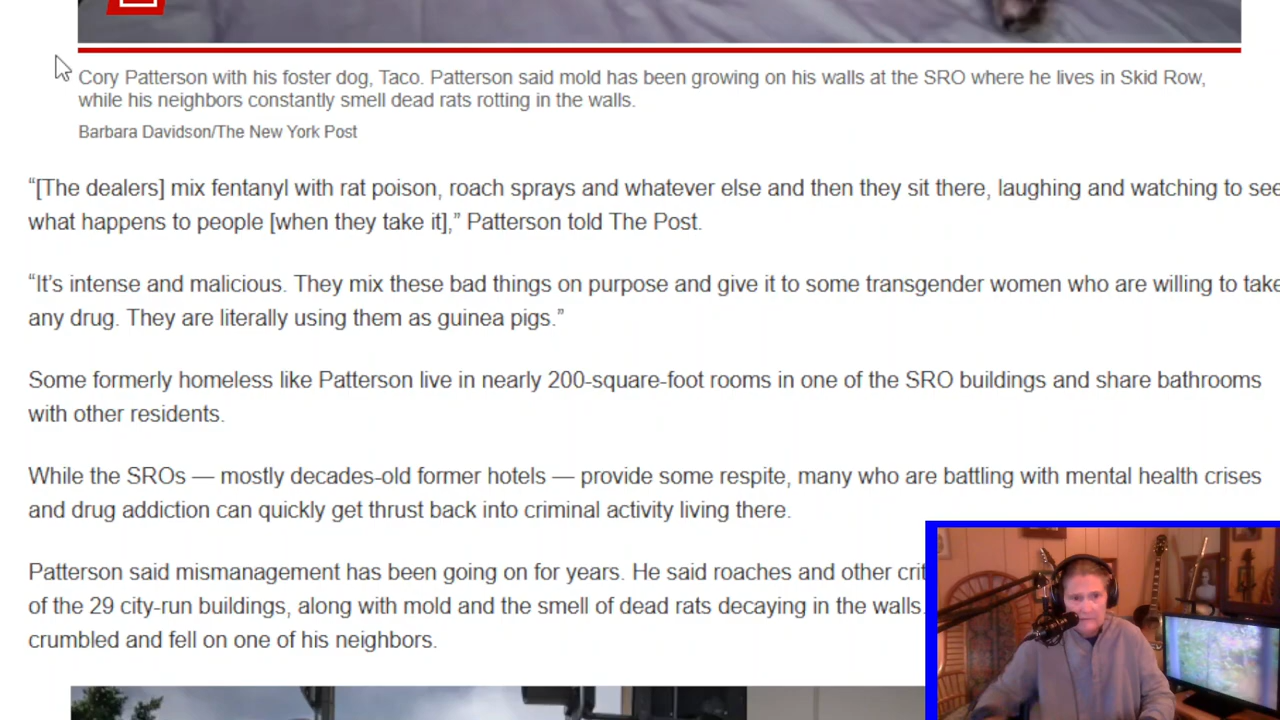 Cory Patterson with his foster dog, Taco. Patterson said mold has been growing on his walls at the SRO where he lives in Skid Row,
while his neighbors constantly smell dead rats rotting in the walls.
Barbara Davidson/The New York Post
“[The dealers] mix fentanyl with rat poison, roach sprays and whatever else and then they sit there, laughing and watching to see
what happens to people [when they take it],” Patterson told The Post.
“It’s intense and malicious. They mix these bad things on purpose and give it to some transgender women who are willing to take
any drug. They are literally using them as guinea pigs.”
Some formerly homeless like Patterson live in nearly 200-square-foot rooms in one of the SRO buildings and share bathrooms
with other residents.
While the SROs — mostly decades-old former hotels — provide some respite, many who are battling with mental health crises
and drug addiction can quickly get thrust back into criminal activity living there.
Patterson said mismanagement has been going on for years. He said roaches and other
of the 29 city-run buildings, along with mold and the smell of dead rats decaying in the walls.
crumbled and fell on one of his neighbors.